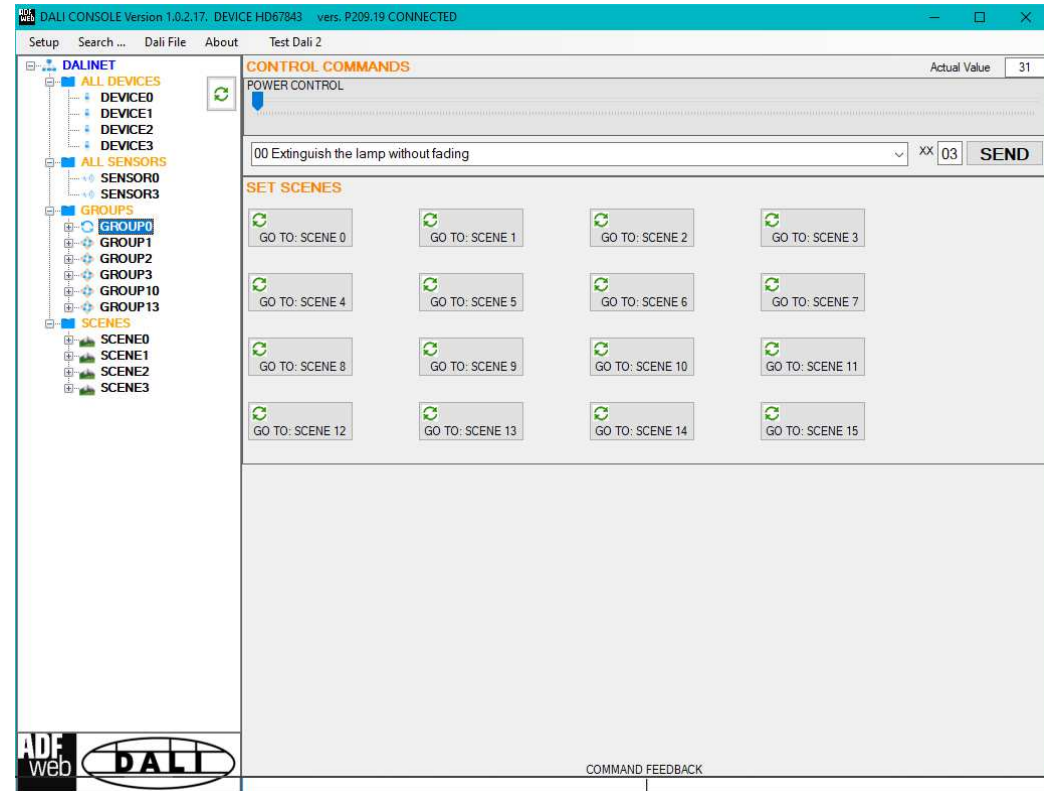 DALI CONSOLE Version 1.0.2.17. DEVICE HD67843 vers. P209.19 CONNECTED
Setup Search ... Dali File About Test Dali 2
DALINET
ALL DEVICES
DEVICE0
DEVICE1
DEVICE2
DEVICE3
ALL SENSORS
SENSOR0
SENSOR3
GROUPS
GROUP0
GROUP1
GROUP2
GROUP3
GROUP10
GROUP13
SCENES
SCENE0
SCENE1
SCENE2
SCENE3
CONTROL COMMANDS
Actual Value 31
POWER CONTROL
00 Extinguish the lamp without fading
XX 03 SEND
SET SCENES
GO TO: SCENE 0 GO TO: SCENE 1 GO TO: SCENE 2 GO TO: SCENE 3
GO TO: SCENE 4 GO TO: SCENE 5 GO TO: SCENE 6 GO TO: SCENE 7
GO TO: SCENE 8 GO TO: SCENE 9 GO TO: SCENE 10 GO TO: SCENE 11
GO TO: SCENE 12 GO TO: SCENE 13 GO TO: SCENE 14 GO TO: SCENE 15
ADF
web
DALI
COMMAND FEEDBACK